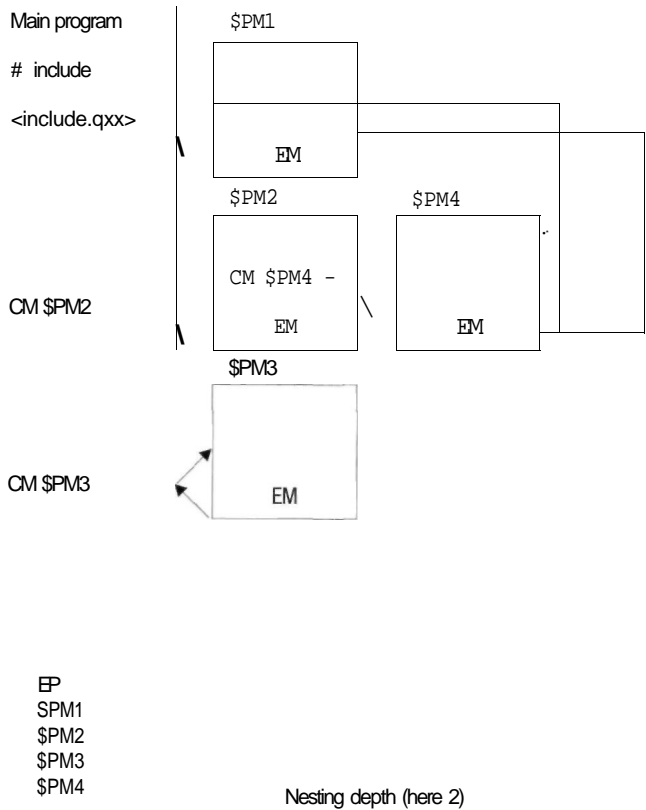 Main program
$PM1
# include
<include.qxx>
EM
$PM2
$PM4
CM $PM4 -
CM $PM2
EM
EM
$PM3
CM $PM3
EM
EP
SPM1
$PM2
$PM3
$PM4
Nesting depth (here 2)